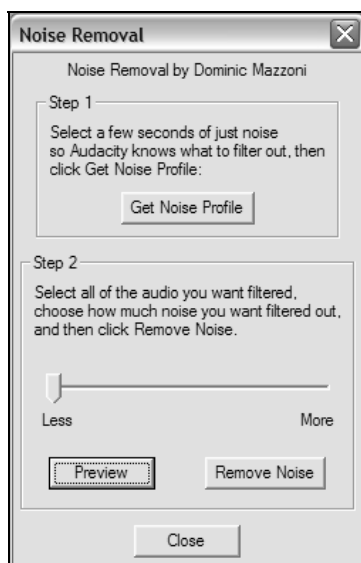 Noise Removal
Noise Removal by Dominic Mazzoni
Step 1
Select a few seconds of just noise
so Audacity knows what to filter out, then
click Get Noise Profile:
Get Noise Profile
Step 2
Select all of the audio you want filtered,
choose how much noise you want filtered out,
and then click Remove Noise.
Less More
Preview Remove Noise
Close